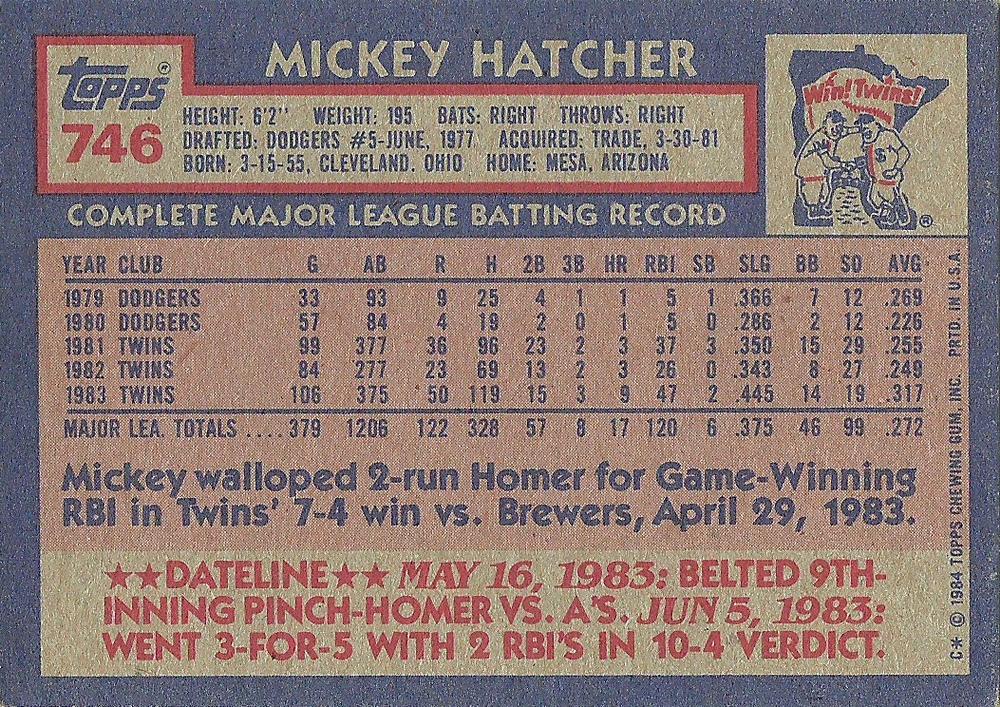 MICKEY HATCHER
topps®
746
HEIGHT: 6'2'' WEIGHT: 195 BATS: RIGHT THROWS: RIGHT
DRAFTED: DODGERS #5-JUNE, 1977 ACQUIRED: TRADE, 3-30-81
BORN: 3-15-55, CLEVELAND. OHIO HOME: MESA, ARIZONA
Win! Twins!
®
COMPLETE MAJOR LEAGUE BATTING RECORD
YEAR CLUB G AB R H 2B 3B HR RBI SB SLG BB SO AVG.
1979 DODGERS 33 93 9 25 4 1 1 5 1 .366 7 12 .269
1980 DODGERS 57 84 4 19 2 0 1 5 0 .286 2 12 .226
1981 TWINS 99 377 36 96 23 2 3 37 3 .350 15 29 .255
1982 TWINS 84 277 23 69 13 2 3 26 0 .343 8 27 .249
1983 TWINS 106 375 50 119 15 3 9 47 2 .445 14 19 .317
MAJOR LEA. TOTALS .... 379 1206 122 328 57 8 17 120 6 .375 46 99 .272
Mickey walloped 2-run Homer for Game-Winning
RBI in Twins' 7-4 win vs. Brewers, April 29, 1983.
★★DATELINE★★ MAY 16, 1983: BELTED 9TH-
INNING PINCH-HOMER VS. A'S. JUN 5, 1983:
WENT 3-FOR-5 WITH 2 RBI'S IN 10-4 VERDICT.
C* © 1984 TOPPS CHEWING GUM, INC. PRTD. IN U.S.A.